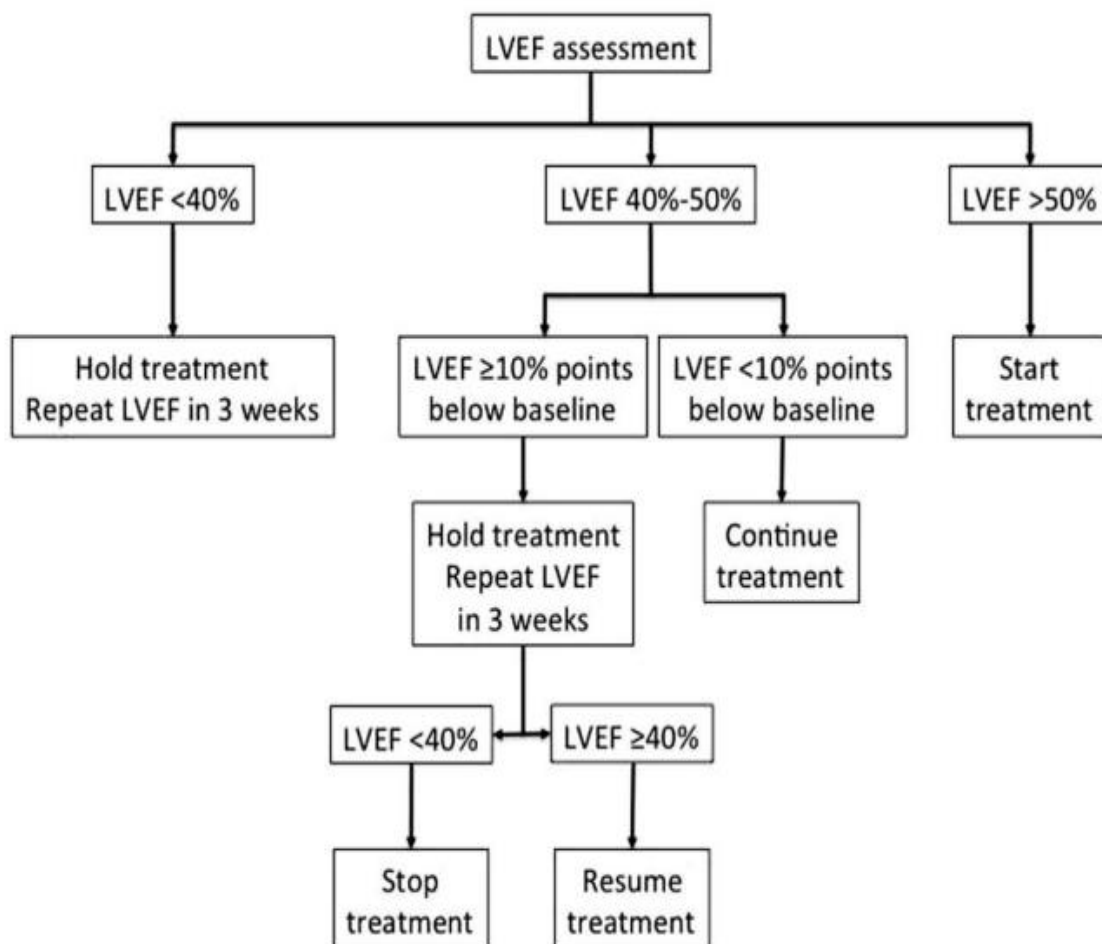 LVEF assessment
LVEF <40%
LVEF 40%-50%
LVEF >50%
Hold treatment
Repeat LVEF in 3 weeks
LVEF ≥10% points
below baseline
LVEF <10% points
below baseline
Start
treatment
Hold treatment
Repeat LVEF
in 3 weeks
Continue
treatment
LVEF <40%
LVEF ≥40%
Stop
treatment
Resume
treatment